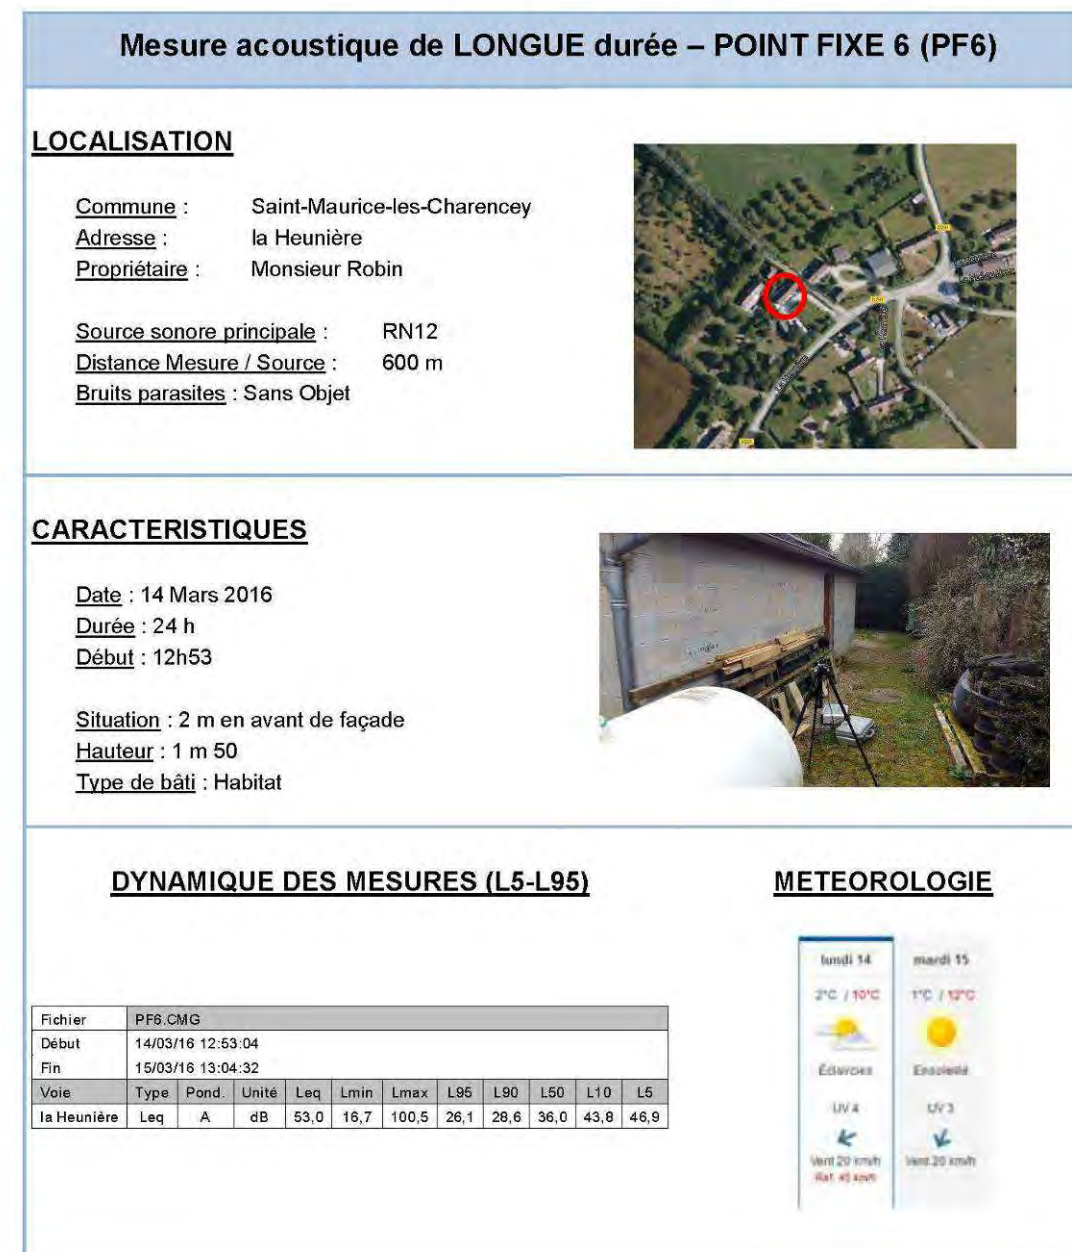 Mesure acoustique de LONGUE durée – POINT FIXE 6 (PF6)
LOCALISATION
Commune : Saint-Maurice-les-Charencey
Adresse : la Heunière
Propriétaire : Monsieur Robin
Source sonore principale : RN12
Distance Mesure / Source : 600 m
Bruits parasites : Sans Objet
CARACTERISTIQUES
Date : 14 Mars 2016
Durée : 24 h
Début : 12h53
Situation : 2 m en avant de façade
Hauteur : 1 m 50
Type de bâti : Habitat
DYNAMIQUE DES MESURES (L5-L95)
Fichier PF6.CMG
Début 14/03/16 12:53:04
Fin 15/03/16 13:04:32
Voie Type Pond. Unité Leq Lmin Lmax L95 L90 L50 L10 L5
la Heunière Leq A dB 53,0 16,7 100,5 26,1 28,6 36,0 43,8 46,9
METEOROLOGIE
lundi 14 mardi 15
2°C / 10°C 1°C / 12°C
Eclaircies Ensoleillé
UV 4 UV 3
Vent 20 km/h Vent 20 km/h
Raf. 45 km/h